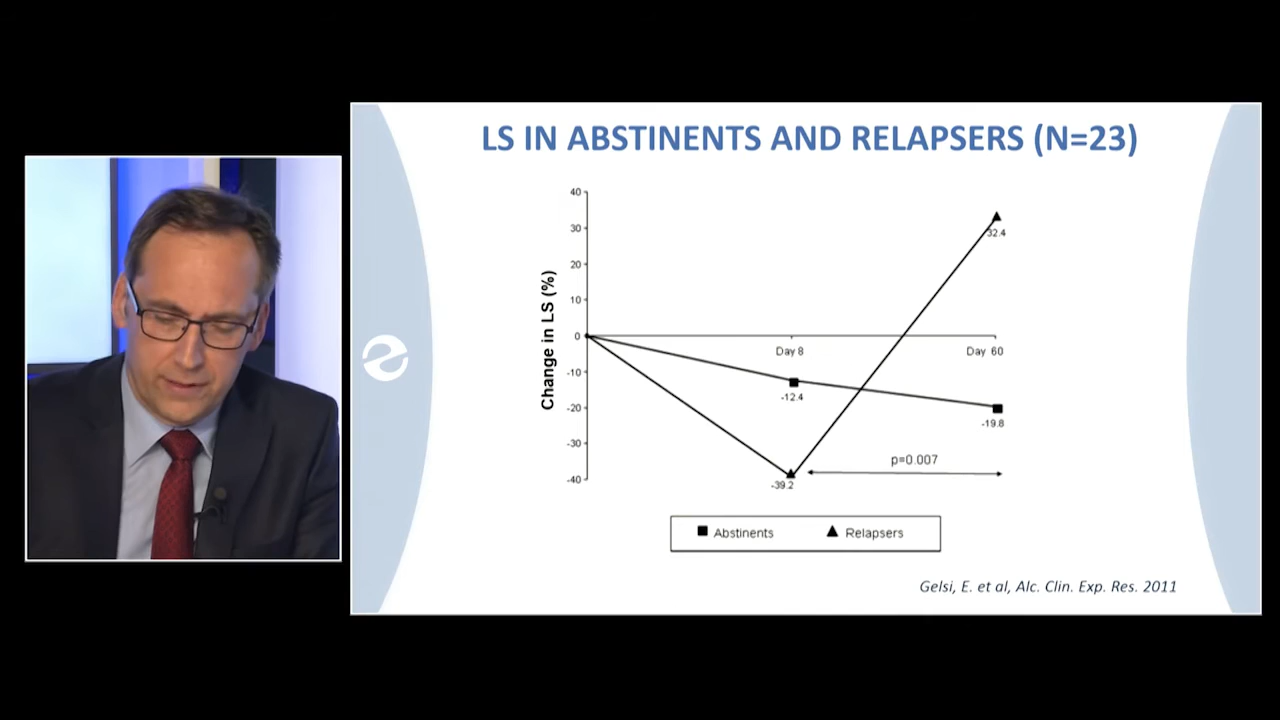 LS IN ABSTINENTS AND RELAPSERS (N=23)
40
30
20
10
0
-10
-20
-30
-40
Change in LS (%)
Day 8
Day 60
32.4
-12.4
-19.8
-39.2
p=0.007
Abstinents
Relapsers
Gelsi, E. et al, Alc. Clin. Exp. Res. 2011